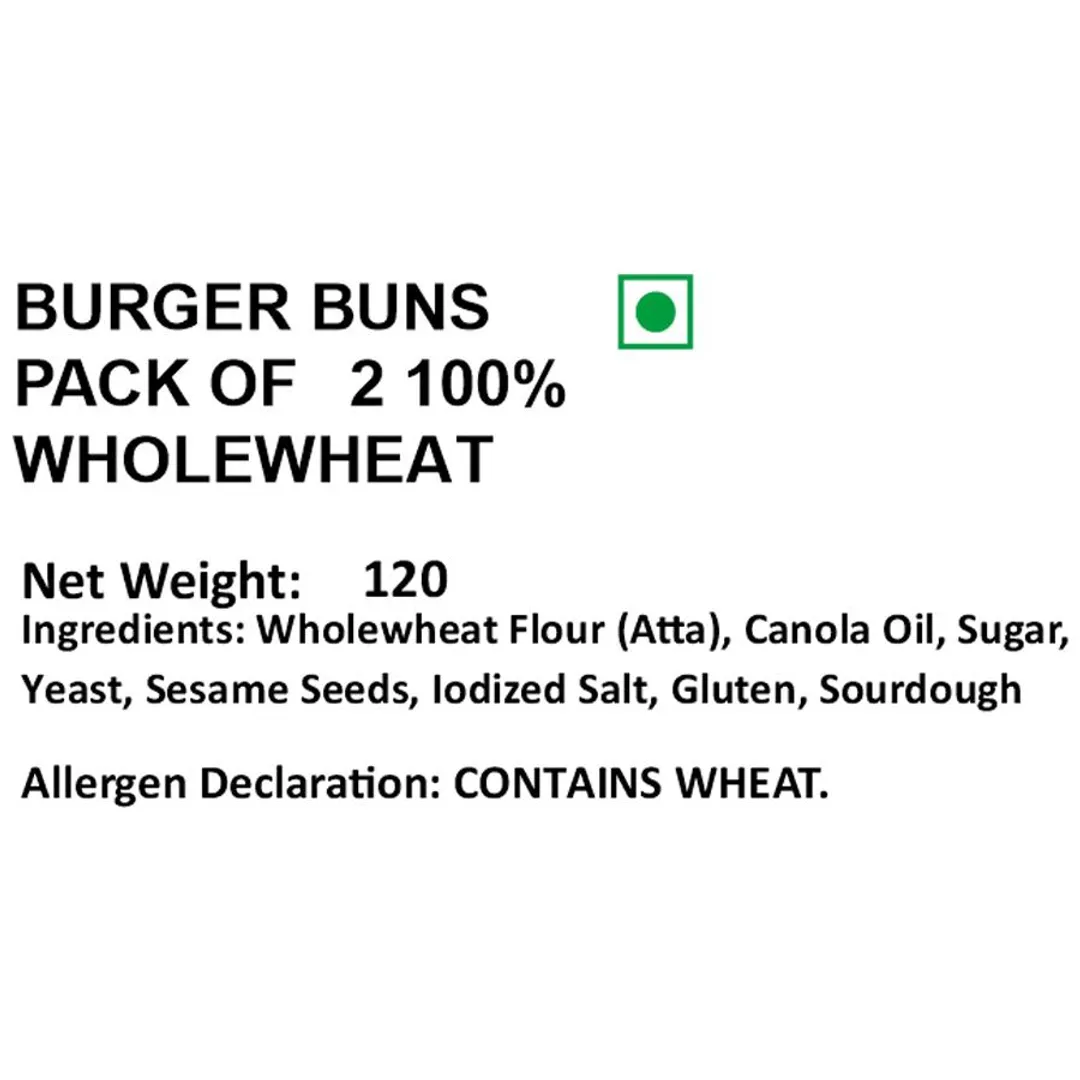 BURGER BUNS
PACK OF 2 100%
WHOLEWHEAT
Net Weight: 120
Ingredients: Wholewheat Flour (Atta), Canola Oil, Sugar,
Yeast, Sesame Seeds, Iodized Salt, Gluten, Sourdough
Allergen Declaration: CONTAINS WHEAT.